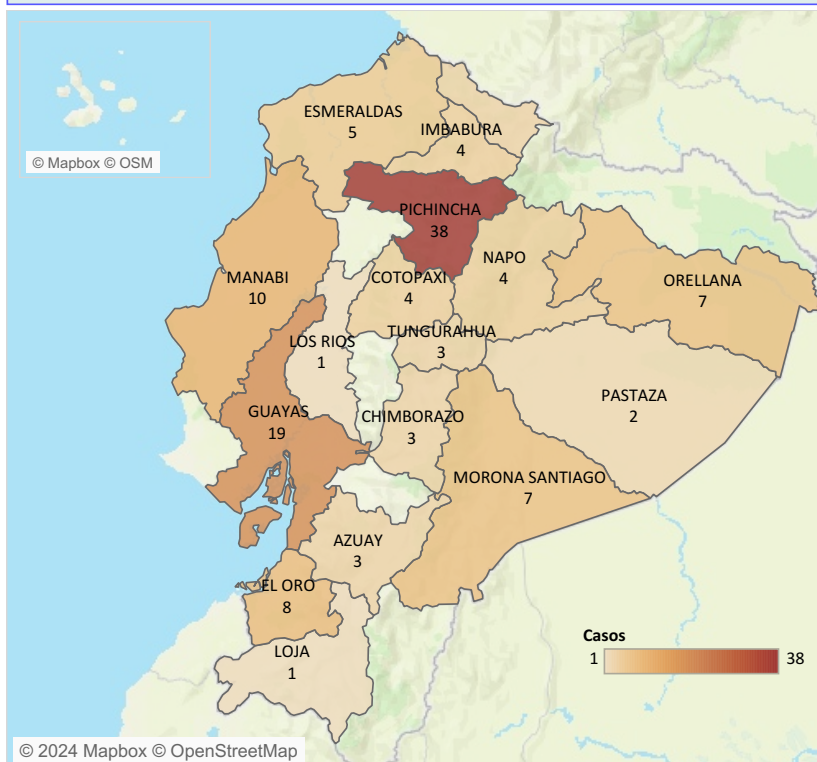 © Mapbox © OSM
ESMERALDAS
5
IMBABURA
4
PICHINCHA
38
NAPO
4
MANABI
10
COTOPAXI
4
ORELLANA
7
TUNGURAHUA
3
LOS RIOS
1
PASTAZA
2
GUAYAS
19
CHIMBORAZO
3
MORONA SANTIAGO
7
AZUAY
3
EL ORO
8
LOJA
1
Casos
1 38
© 2024 Mapbox © OpenStreetMap